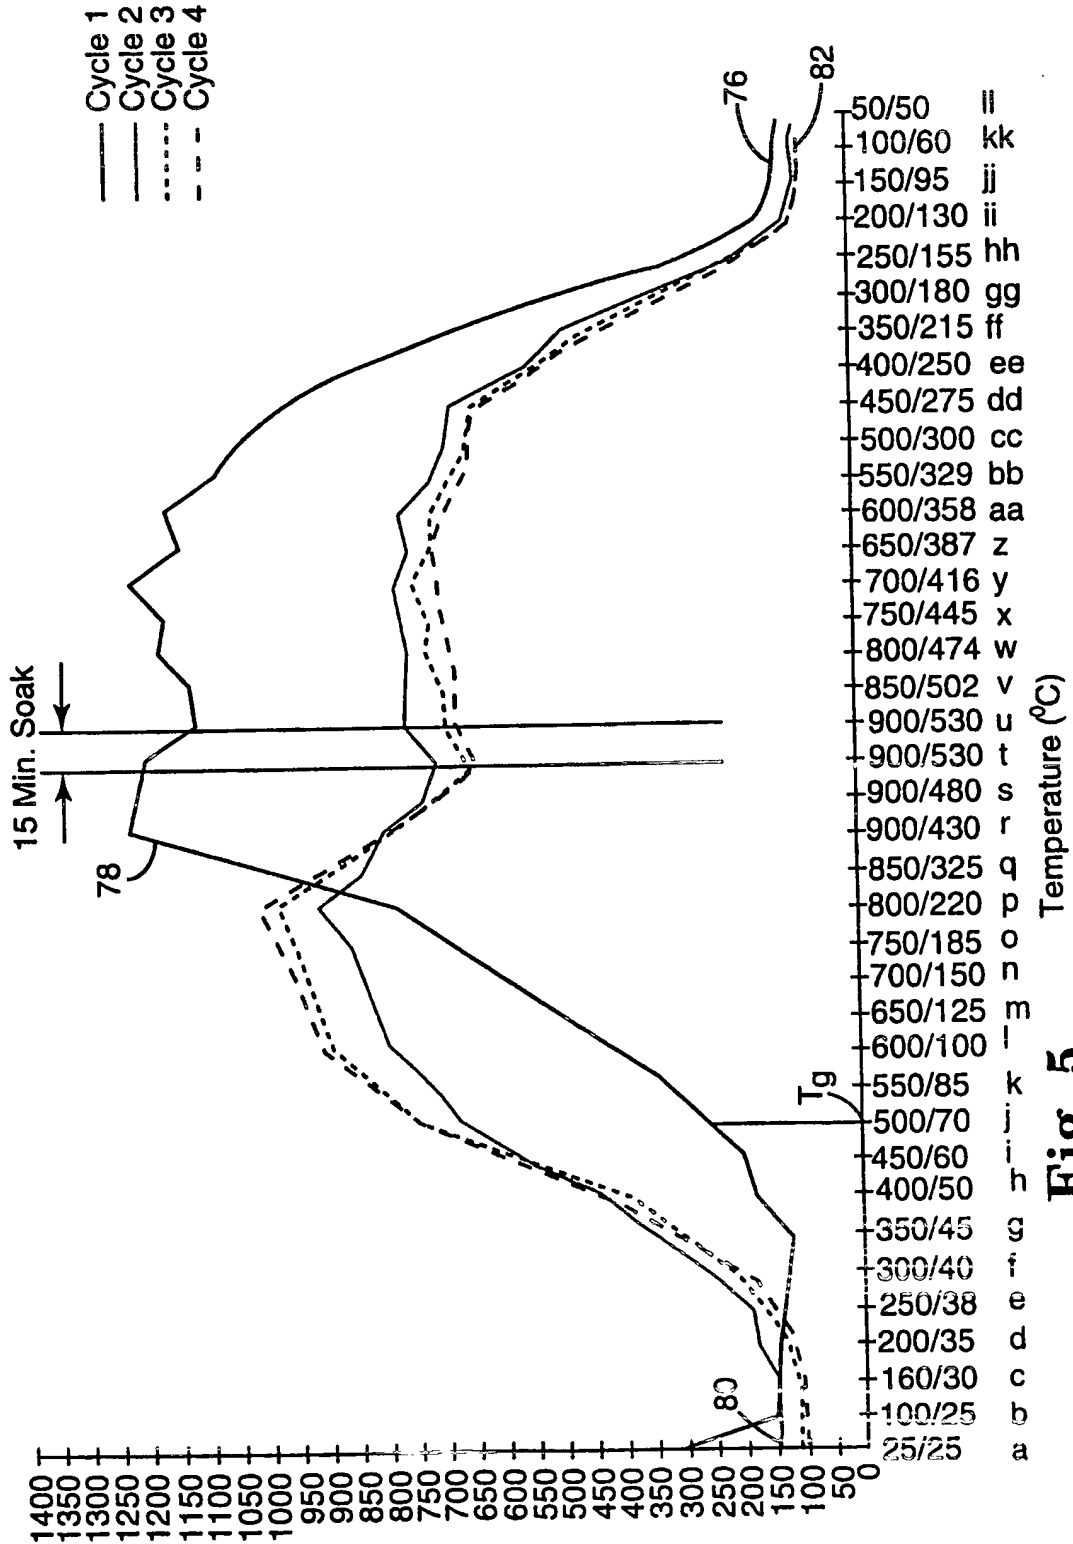 Cycle 1
Cycle 2
Cycle 3
Cycle 4
15 Min. Soak
78
76
82
80
Tg
1400
1350
1300
1250
1200
1150
1100
1050
1000
950
900
850
800
750
700
650
600
550
500
450
400
350
300
250
200
150
100
50
0
25/25 a
100/25 b
160/30 c
200/35 d
250/38 e
300/40 f
350/45 g
400/50 h
450/60 i
500/70 j
550/85 k
600/100 l
650/125 m
700/150 n
750/185 o
800/220 p
850/325 q
900/430 r
900/480 s
900/530 t
900/530 u
850/502 v
800/474 w
750/445 x
700/416 y
650/387 z
600/358 aa
550/329 bb
500/300 cc
450/275 dd
400/250 ee
350/215 ff
300/180 gg
250/155 hh
200/130 ii
150/95 jj
100/60 kk
50/50 ll
Temperature (⁰C)
Fig. 5